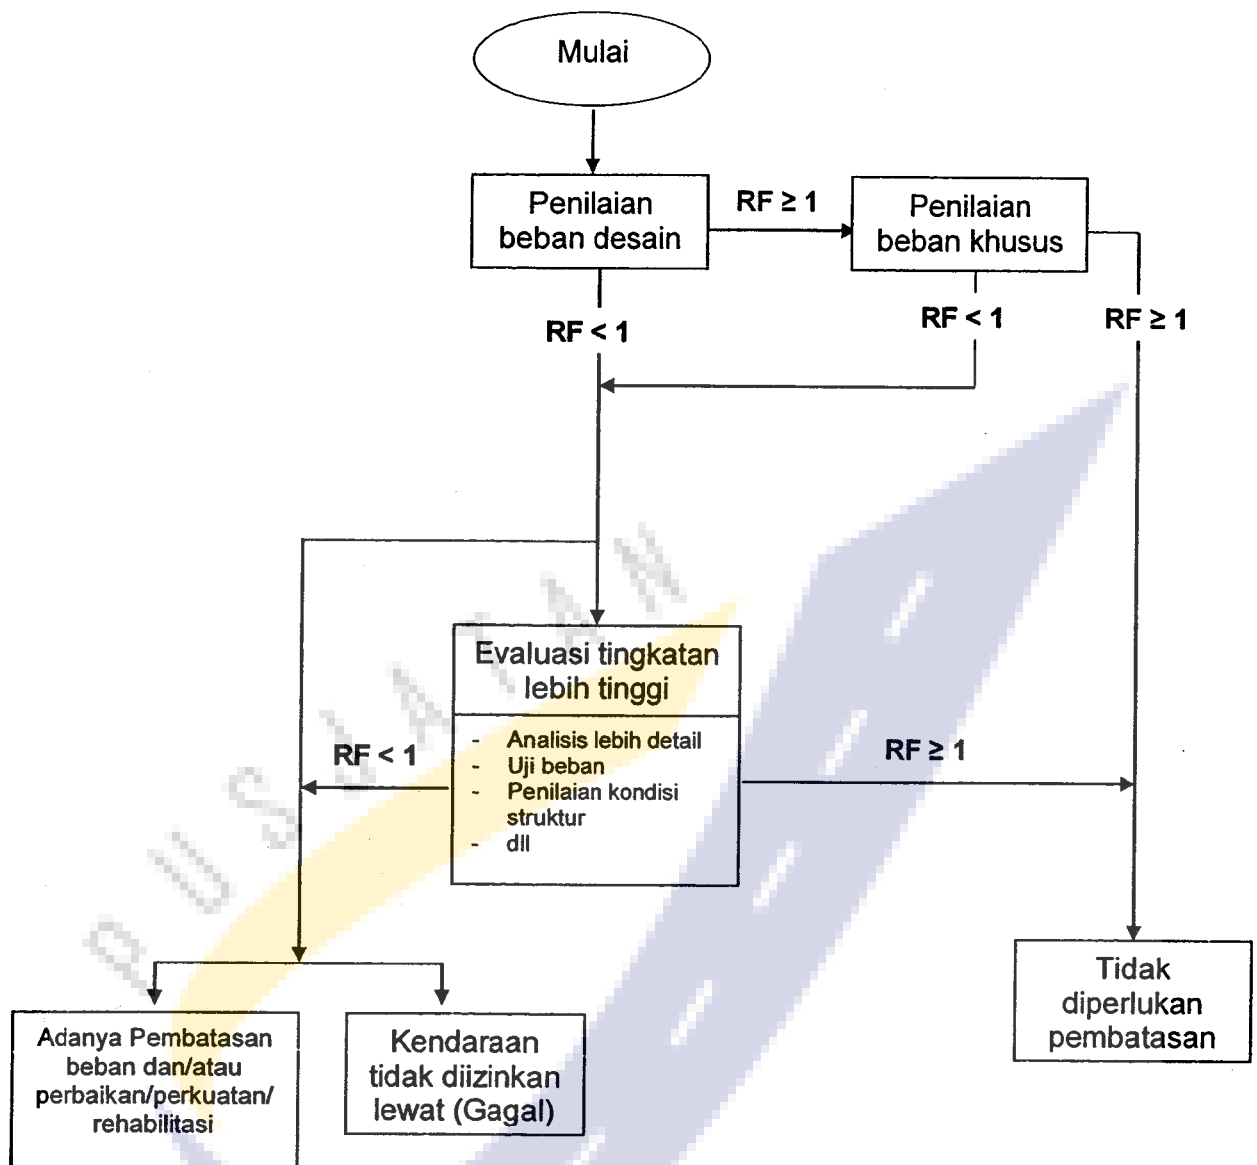 Mulai
Penilaian
beban desain
RF ≥ 1
Penilaian
beban khusus
RF < 1
RF < 1
RF ≥ 1
Evaluasi tingkatan
lebih tinggi
- Analisis lebih detail
- Uji beban
- Penilaian kondisi
struktur
- dll
RF < 1
RF ≥ 1
Adanya Pembatasan
beban dan/atau
perbaikan/perkuatan/
rehabilitasi
Kendaraan
tidak diizinkan
lewat (Gagal)
Tidak
diperlukan
pembatasan
PUSJATAN